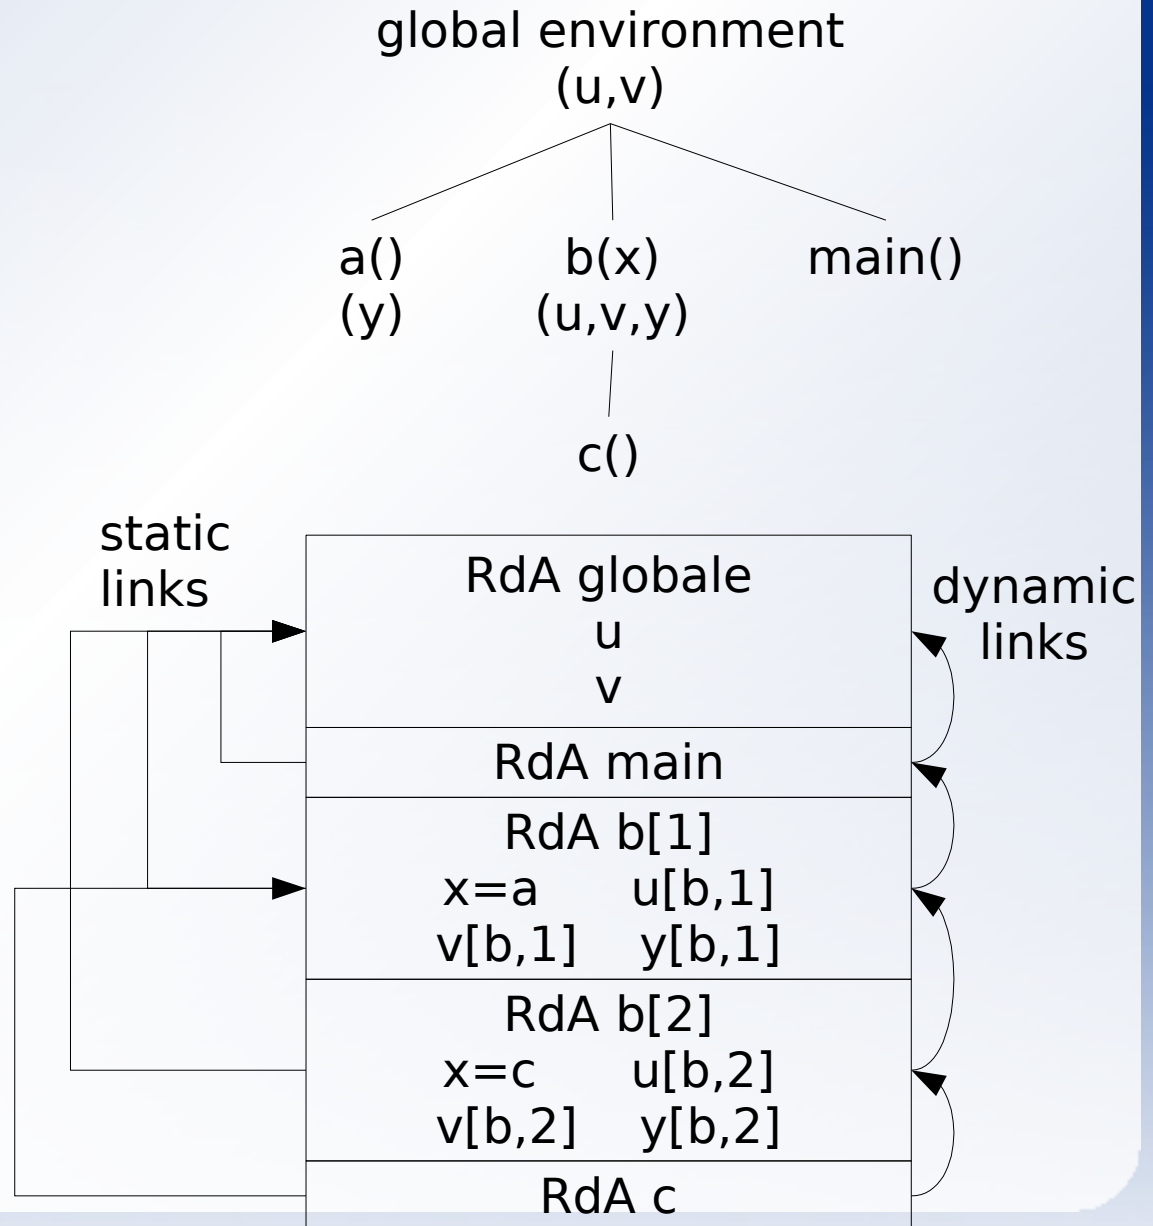 global environment
(u,v)
a() b(x) main()
(y) (u,v,y)
c()
static
links
dynamic
links
RdA globale
u
v
RdA main
RdA b[1]
x=a u[b,1]
v[b,1] y[b,1]
RdA b[2]
x=c u[b,2]
v[b,2] y[b,2]
RdA c